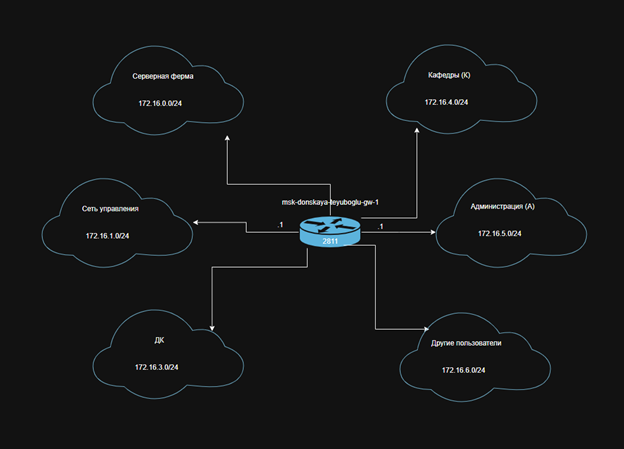 Серверная ферма
172.16.0.0/24
Кафедры (К)
172.16.4.0/24
msk-donskaya-leyuboglu-gw-1
Сеть управления
172.16.1.0/24
.1
2811
.1
Администрация (А)
172.16.5.0/24
ДК
172.16.3.0/24
Другие пользователи
172.16.6.0/24